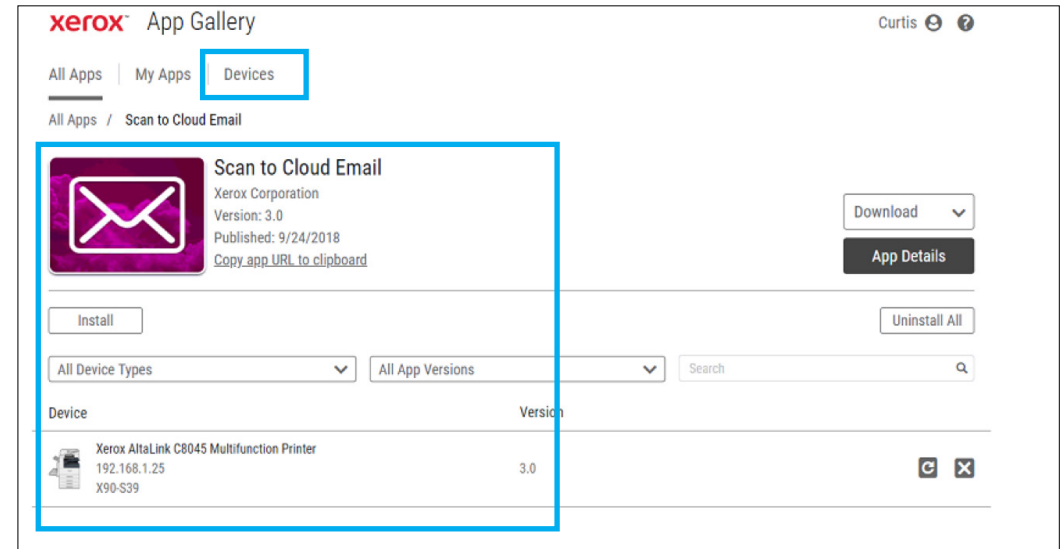 xerox™ App Gallery
Curtis
All Apps My Apps Devices
All Apps / Scan to Cloud Email
Scan to Cloud Email
Xerox Corporation
Version: 3.0
Published: 9/24/2018
Copy app URL to clipboard
Download
App Details
Install
Uninstall All
All Device Types All App Versions Search
Device Version
Xerox AltaLink C8045 Multifunction Printer
192.168.1.25 3.0
X90-S39